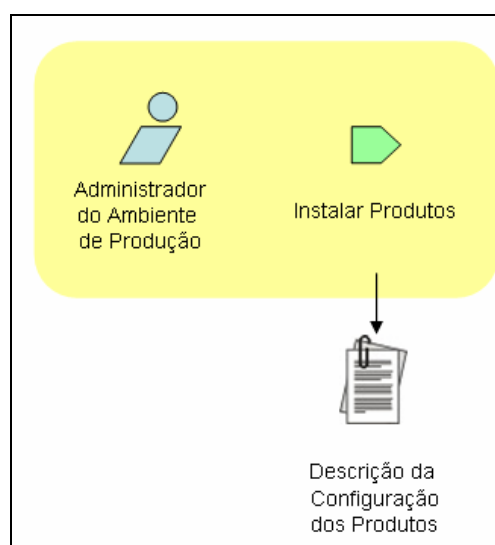 Administrador
do Ambiente
de Produção
Instalar Produtos
Descrição da
Configuração
dos Produtos